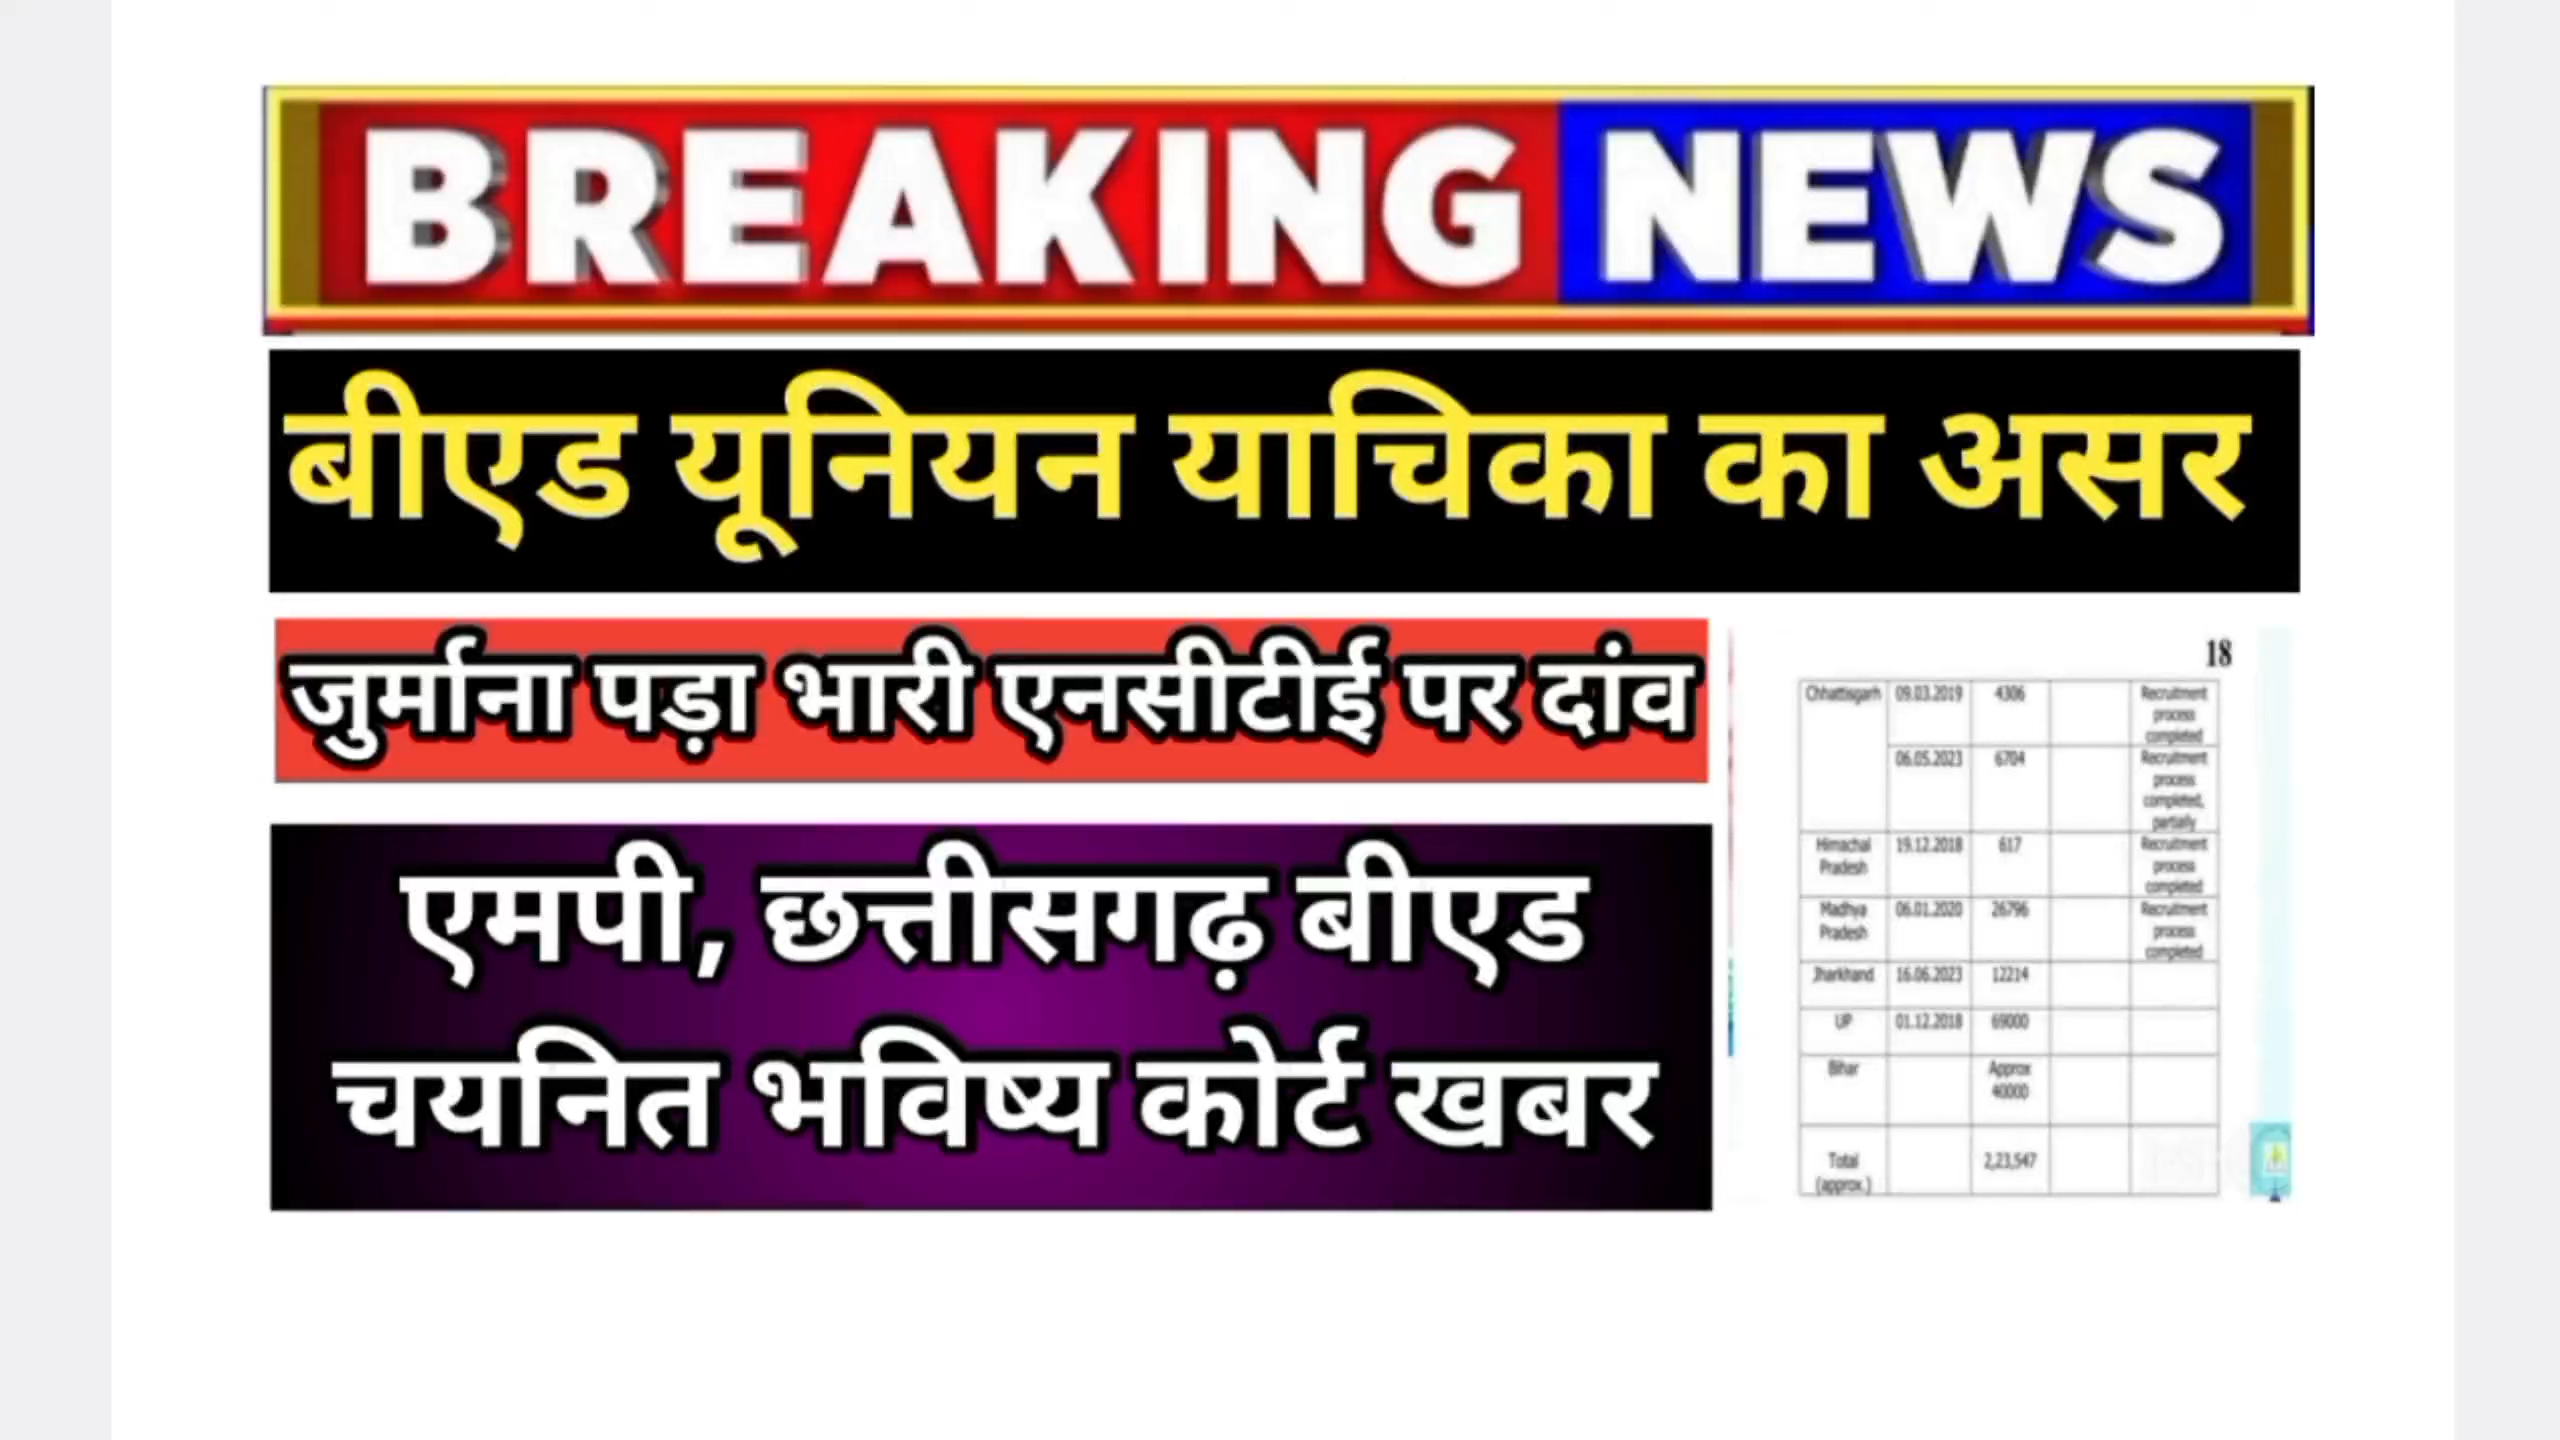 BREAKING NEWS
बीएड यूनियन याचिका का असर
जुर्माना पड़ा भारी एनसीटीई पर दांव
एमपी, छत्तीसगढ़ बीएड
चयनित भविष्य कोर्ट खबर
18
Chhattisgarh 09.03.2019 4306 Recruitment
process
completed
06.05.2023 6704 Recruitment
process
completed,
partially
Himachal 19.12.2018 617 Recruitment
Pradesh process
completed
Madhya 06.01.2020 26796 Recruitment
Pradesh process
completed
Jharkhand 16.06.2023 12214
UP 01.12.2018 69000
Bihar Approx
40000
Total 2,23,547
(approx.)